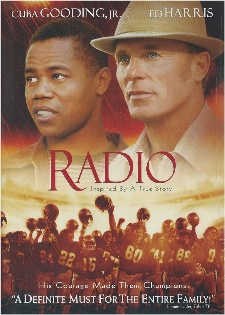 CUBA GOODING, JR. ED HARRIS
RADIO
Inspired By A True Story
His Courage Made Them Champions.
"A DEFINITE MUST FOR THE ENTIRE FAMILY!"